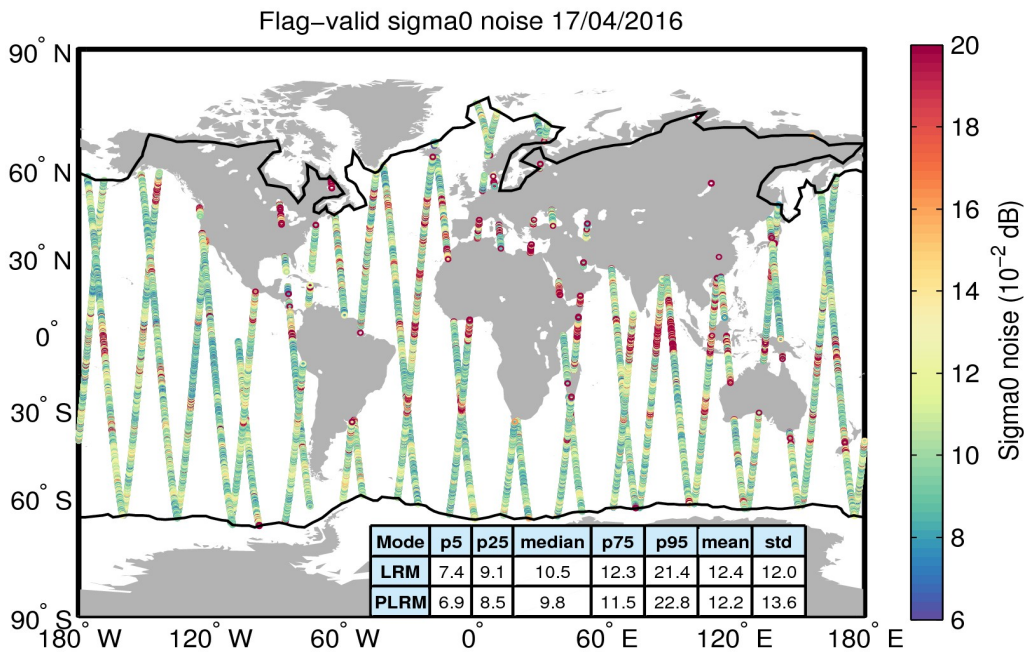 Flag−valid sigma0 noise 17/04/2016
90° N
60° N
30° N
0°
30° S
60° S
90° S
180° W 120° W 60° W 0° 60° E 120° E 180° E
20
18
16
14
12
10
8
6
Sigma0 noise (10⁻² dB)
Mode p5 p25 median p75 p95 mean std
LRM 7.4 9.1 10.5 12.3 21.4 12.4 12.0
PLRM 6.9 8.5 9.8 11.5 22.8 12.2 13.6